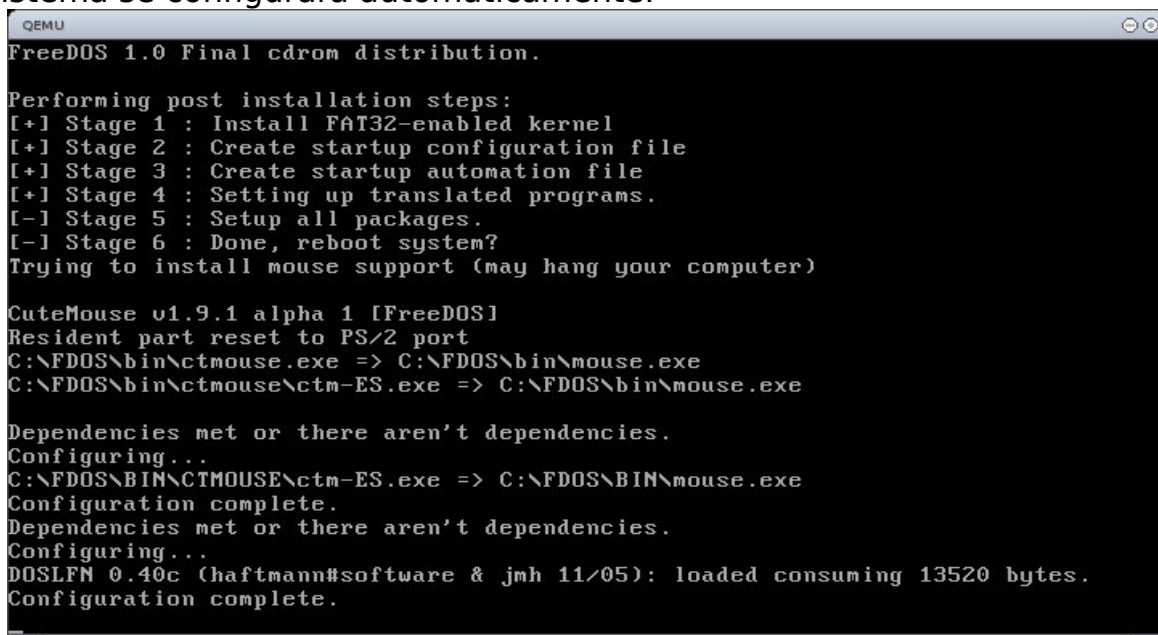 istema se configurará automáticamente.
QEMU
FreeDOS 1.0 Final cdrom distribution.
Performing post installation steps:
[+] Stage 1 : Install FAT32-enabled kernel
[+] Stage 2 : Create startup configuration file
[+] Stage 3 : Create startup automation file
[+] Stage 4 : Setting up translated programs.
[-] Stage 5 : Setup all packages.
[-] Stage 6 : Done, reboot system?
Trying to install mouse support (may hang your computer)
CuteMouse v1.9.1 alpha 1 [FreeDOS]
Resident part reset to PS/2 port
C:\FDOS\bin\ctmouse.exe => C:\FDOS\bin\mouse.exe
C:\FDOS\bin\ctmouse\ctm-ES.exe => C:\FDOS\bin\mouse.exe
Dependencies met or there aren't dependencies.
Configuring...
C:\FDOS\BIN\CTMOUSE\ctm-ES.exe => C:\FDOS\BIN\mouse.exe
Configuration complete.
Dependencies met or there aren't dependencies.
Configuring...
DOSLFN 0.40c (haftmann#software & jmh 11/05): loaded consuming 13520 bytes.
Configuration complete.